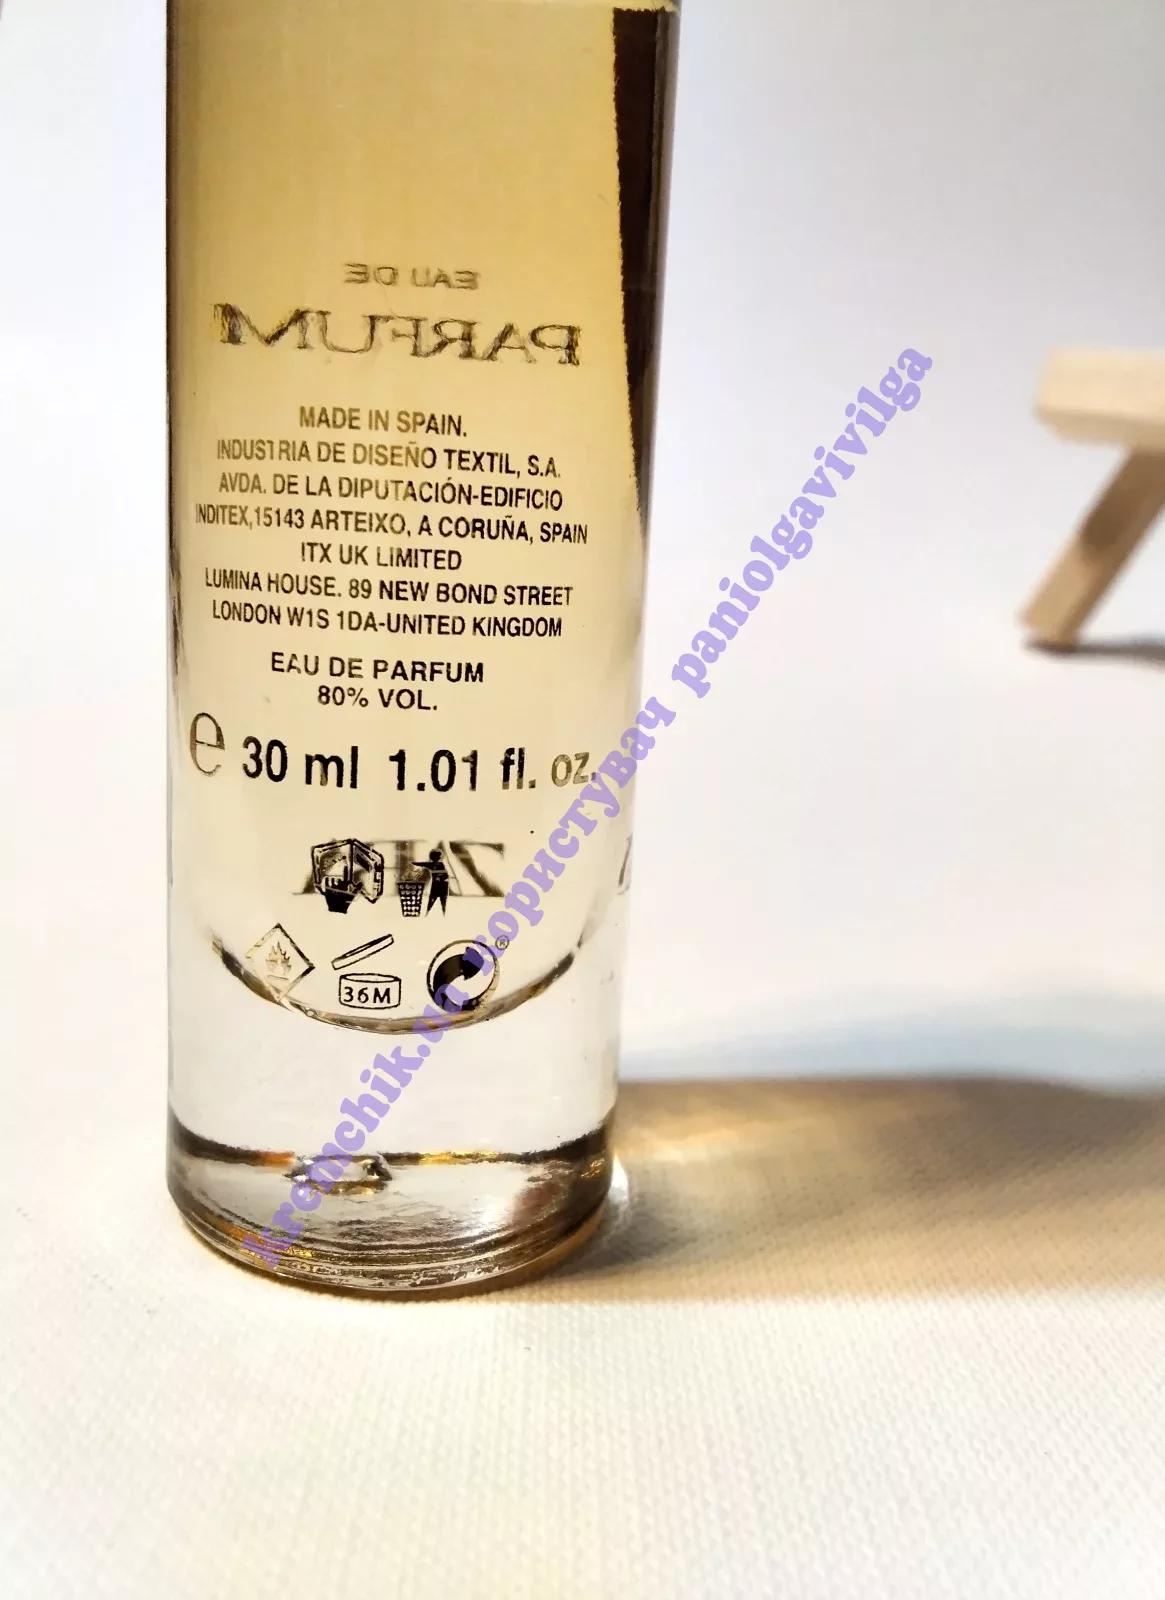 EAU DE
PARFUM
MADE IN SPAIN.
INDUSTRIA DE DISEÑO TEXTIL, S.A.
AVDA. DE LA DIPUTACIÓN-EDIFICIO
INDITEX,15143 ARTEIXO, A CORUÑA, SPAIN
ITX UK LIMITED
LUMINA HOUSE. 89 NEW BOND STREET
LONDON W1S 1DA-UNITED KINGDOM
EAU DE PARFUM
80% VOL.
e 30 ml 1.01 fl. oz.
ZARA
36M
®
kremchik.ua користувач paniolgavivilga